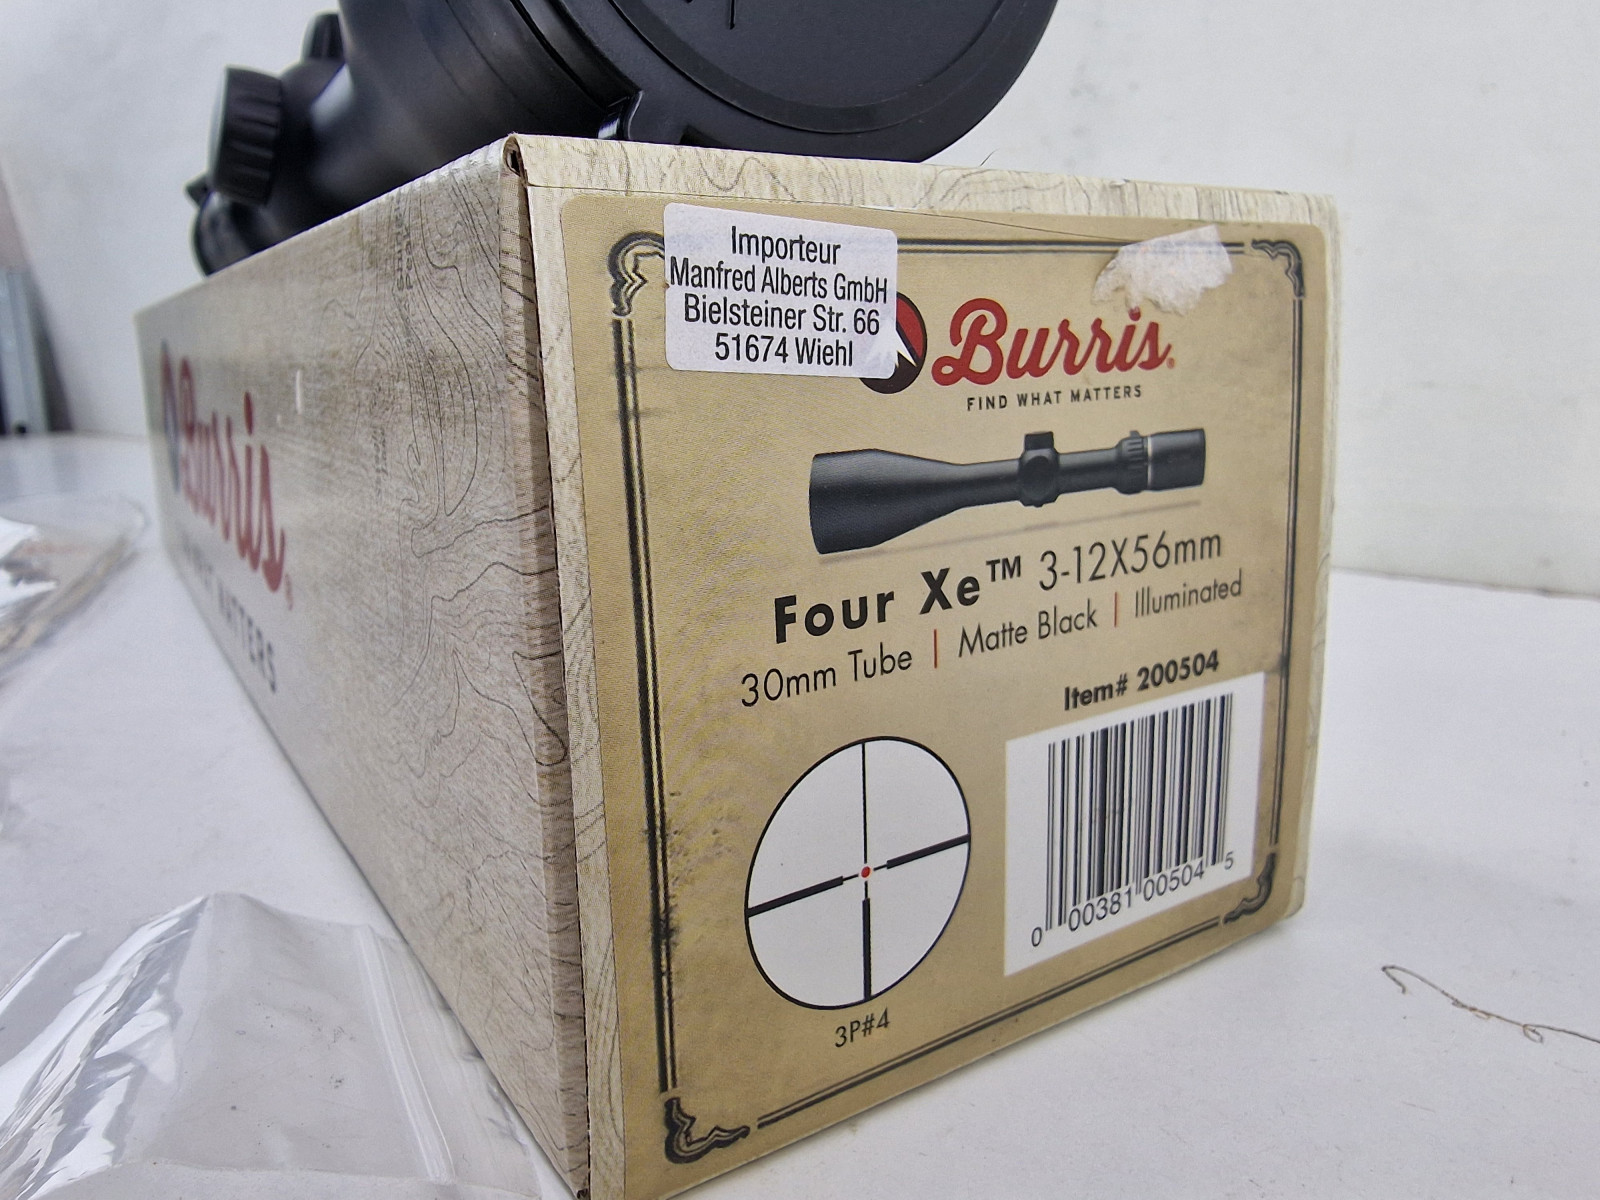 Importeur
Manfred Alberts GmbH
Bielsteiner Str. 66
51674 Wiehl
Burris®
FIND WHAT MATTERS
Four Xe™ 3-12X56mm
30mm Tube | Matte Black | Illuminated
Item# 200504
0 00381 00504 5
3P#4
Burris®
MATTERS